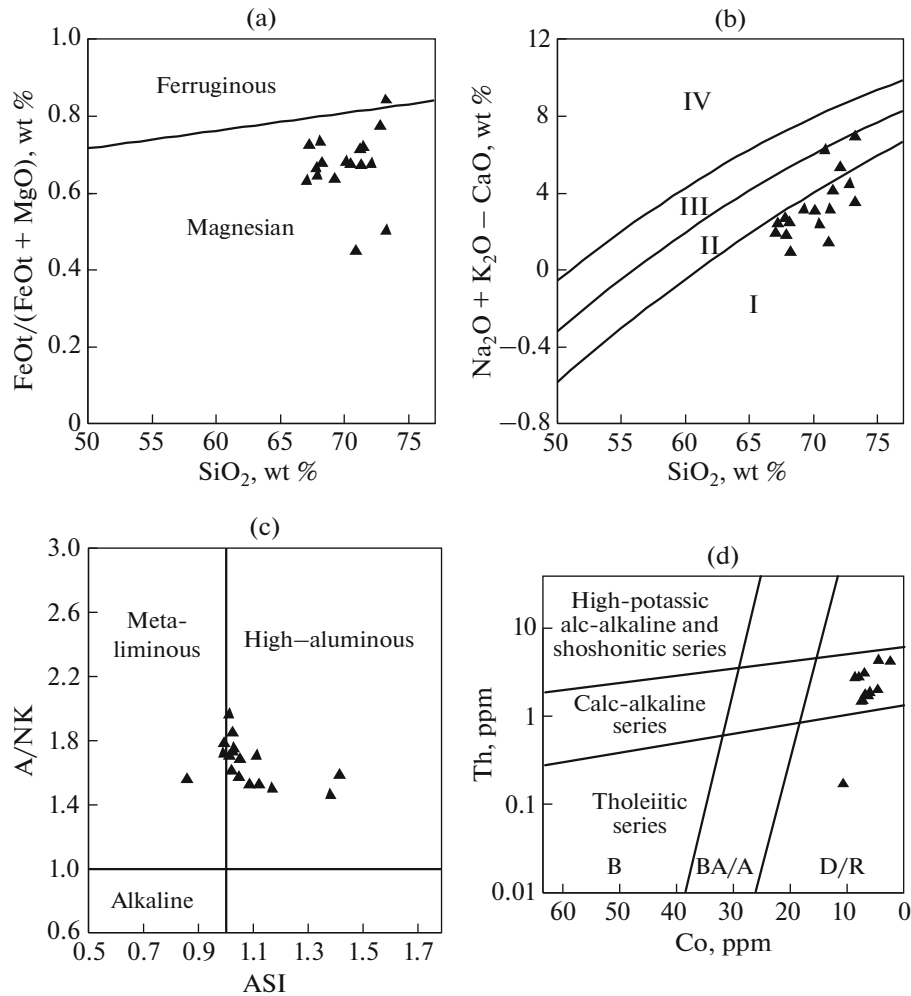 (a)
1.0
0.8
0.6
0.4
0.2
0
FeOt/(FeOt + MgO), wt %
Ferruginous
Magnesian
50 55 60 65 70 75
SiO₂, wt %
(b)
12
8
4
0
−0.4
−0.8
Na₂O + K₂O − CaO, wt %
IV
III
II
I
50 55 60 65 70 75
SiO₂, wt %
(c)
3.0
2.6
2.2
1.8
1.4
1.0
0.6
A/NK
Meta-
liminous
High−aluminous
Alkaline
0.5 0.7 0.9 1.1 1.3 1.5 1.7
ASI
(d)
10
1
0.1
0.01
Th, ppm
High-potassic
alc-alkaline and
shoshonitic series
Calc-alkaline
series
Tholeiitic
series
B BA/A D/R
60 50 40 30 20 10 0
Co, ppm